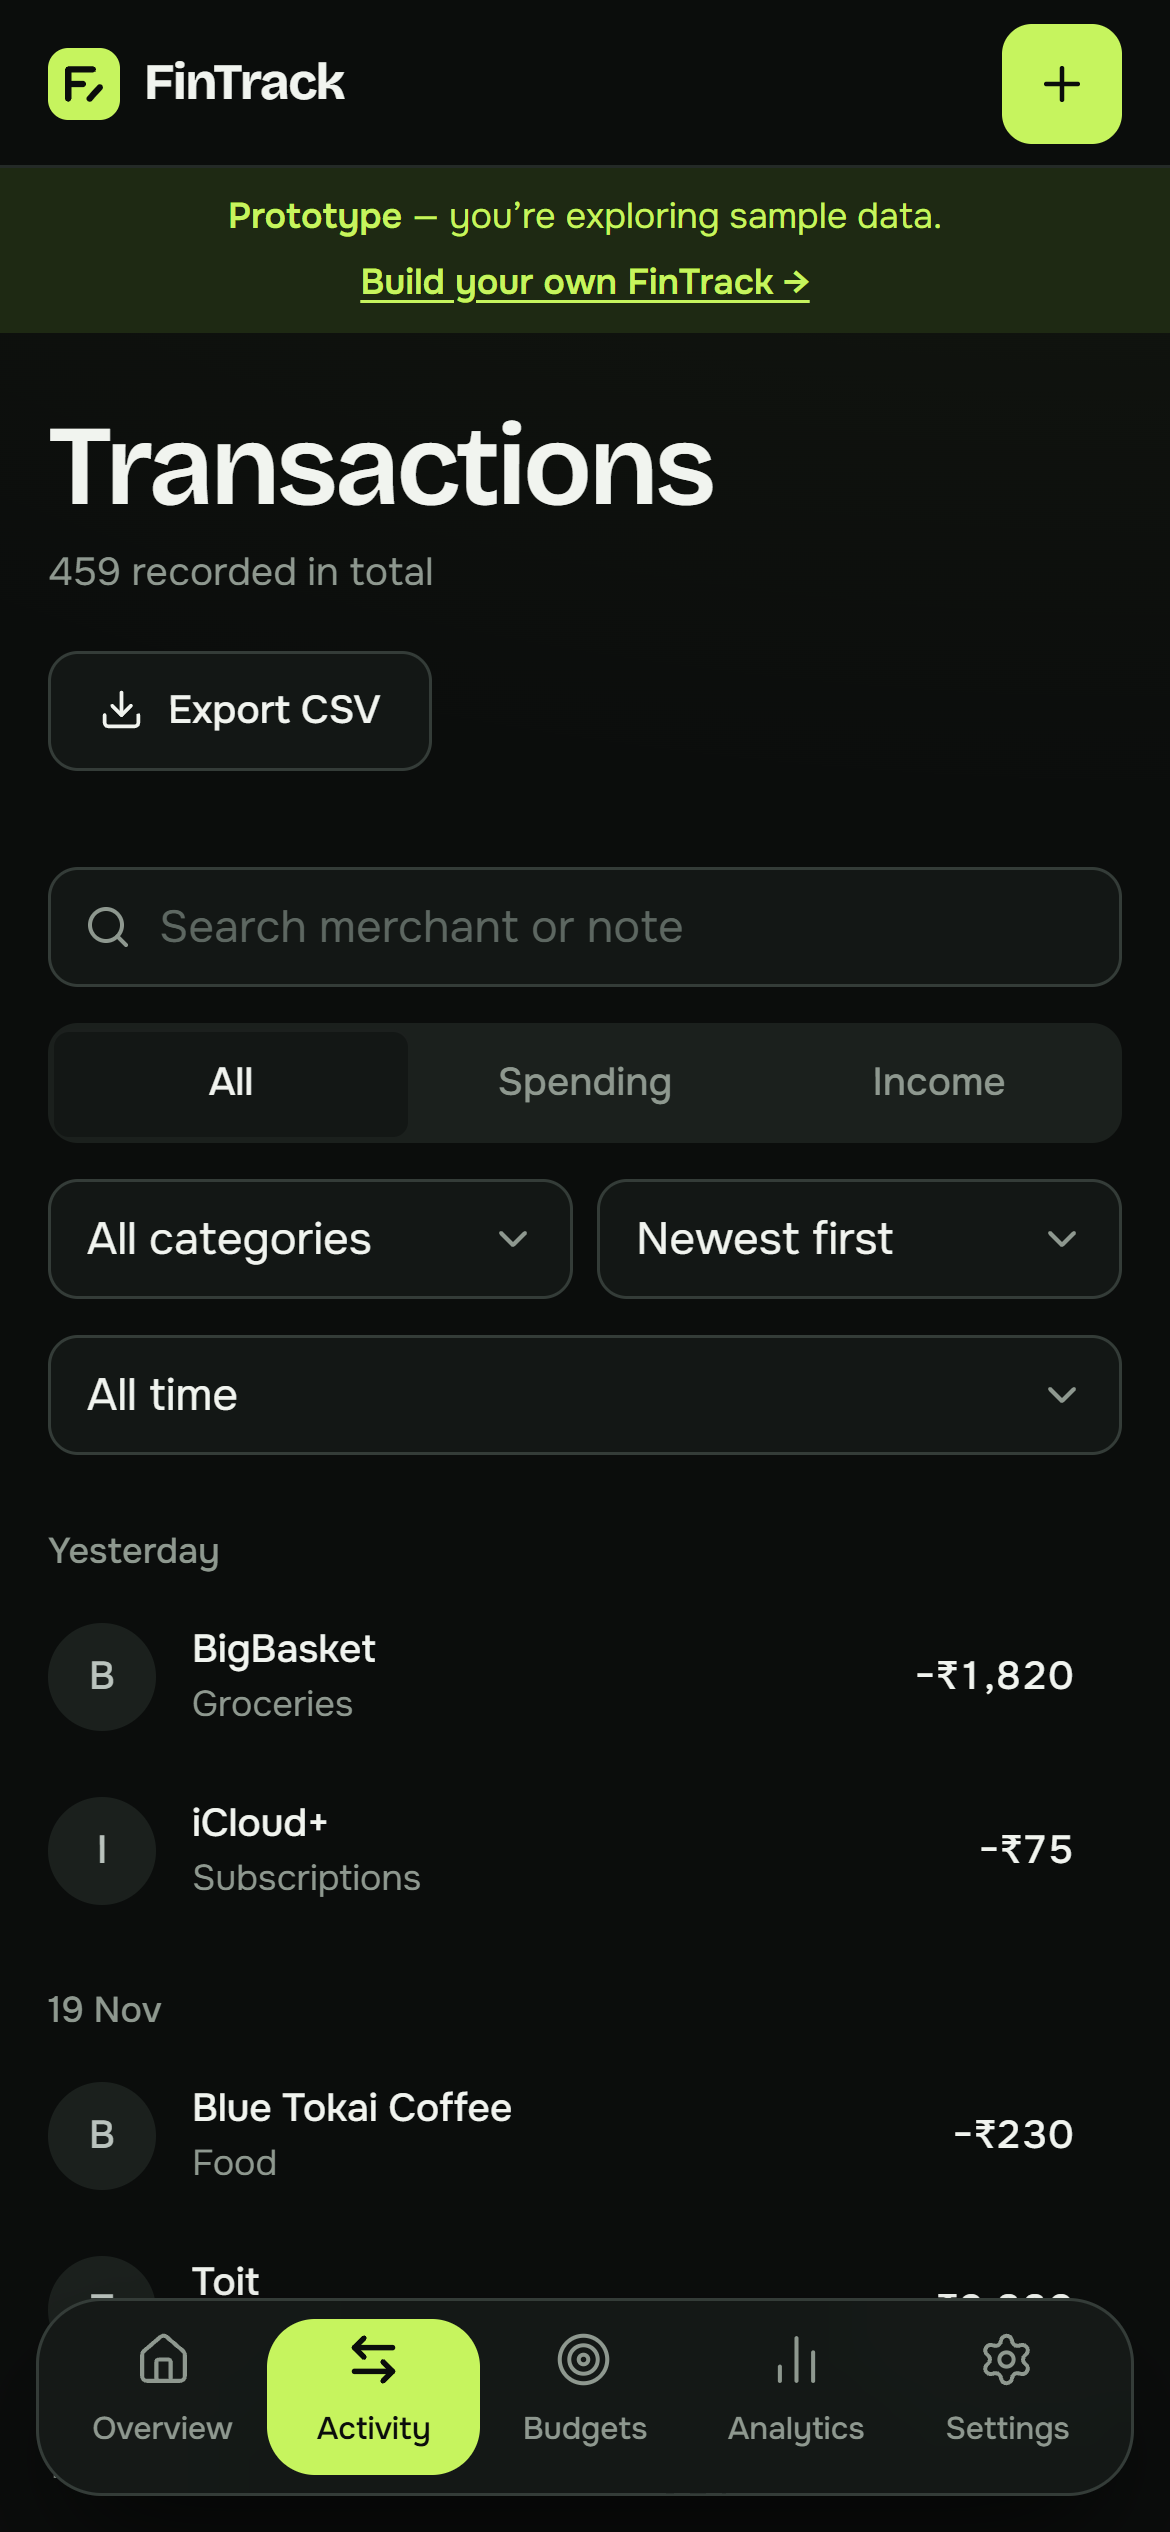 FinTrack
Prototype — you’re exploring sample data.
Build your own FinTrack →
Transactions
459 recorded in total
Export CSV
Search merchant or note
All
Spending
Income
All categories
Newest first
All time
Yesterday
B
BigBasket
Groceries
−₹1,820
I
iCloud+
Subscriptions
−₹75
19 Nov
B
Blue Tokai Coffee
Food
−₹230
Toit
Overview
Activity
Budgets
Analytics
Settings